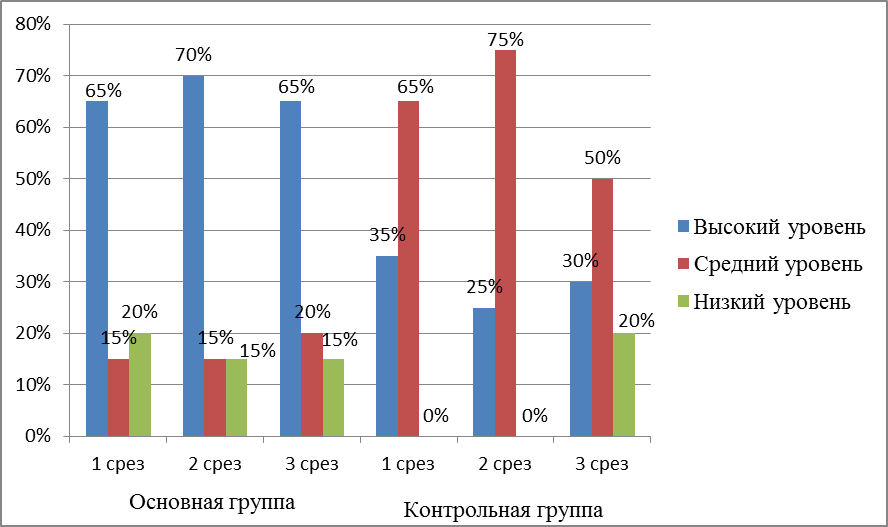 80%
70%
60%
50%
40%
30%
20%
10%
0%
65%
15%
20%
70%
15%
15%
65%
20%
15%
35%
65%
0%
25%
75%
0%
30%
50%
20%
1 срез
2 срез
3 срез
1 срез
2 срез
3 срез
Основная группа
Контрольная группа
Высокий уровень
Средний уровень
Низкий уровень